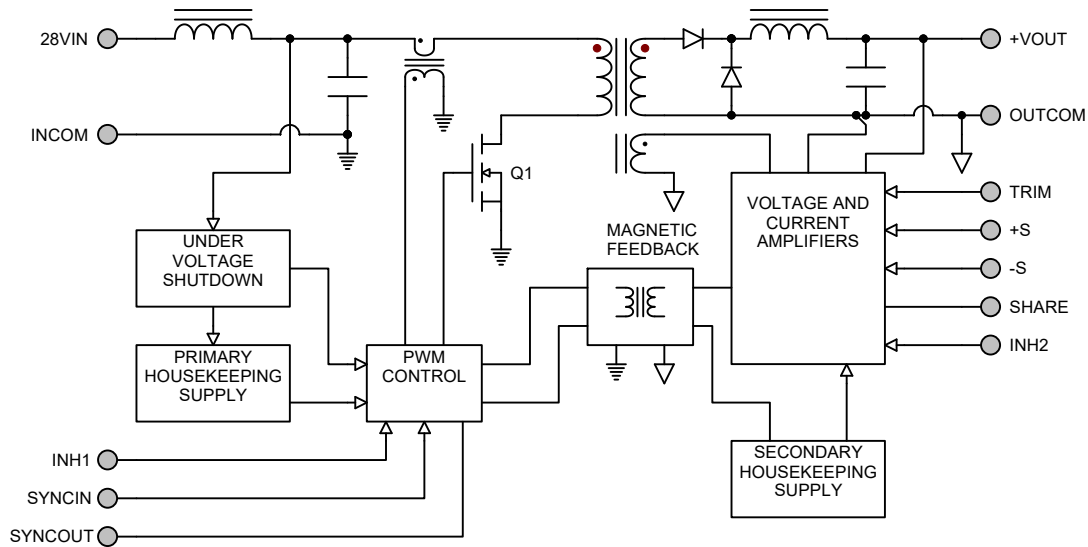 28VIN
+VOUT
INCOM
OUTCOM
Q1
TRIM
+S
-S
SHARE
INH2
VOLTAGE AND
CURRENT
AMPLIFIERS
MAGNETIC
FEEDBACK
UNDER
VOLTAGE
SHUTDOWN
PRIMARY
HOUSEKEEPING
SUPPLY
PWM
CONTROL
SECONDARY
HOUSEKEEPING
SUPPLY
INH1
SYNCIN
SYNCOUT